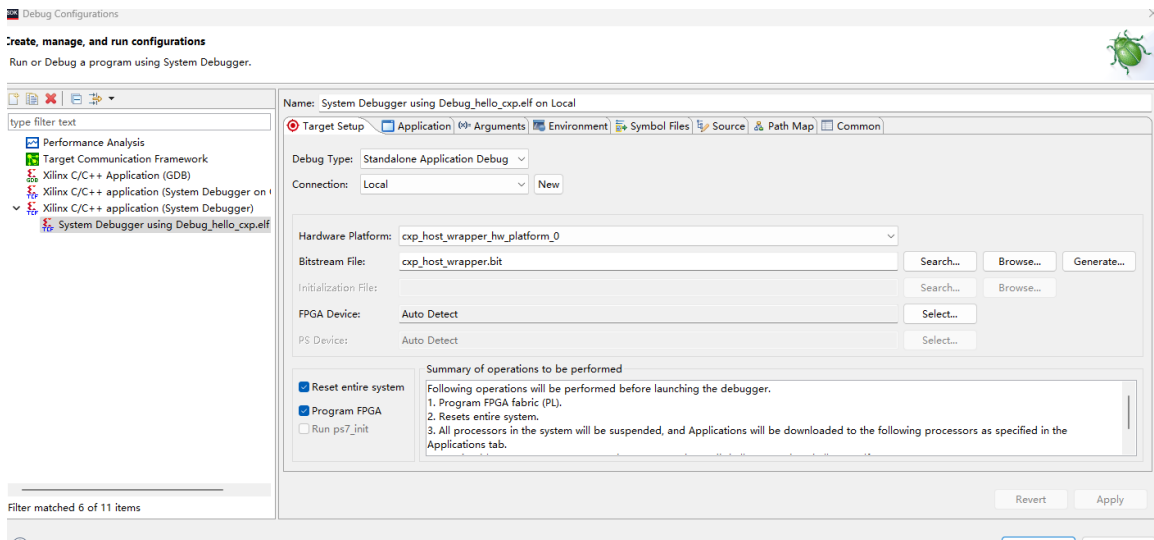 SDK Debug Configurations
Create, manage, and run configurations
Run or Debug a program using System Debugger.
type filter text
Performance Analysis
Target Communication Framework
GDB Xilinx C/C++ Application (GDB)
TCF Xilinx C/C++ application (System Debugger on
TCF Xilinx C/C++ application (System Debugger)
TCF System Debugger using Debug_hello_cxp.elf
Filter matched 6 of 11 items
Name: System Debugger using Debug_hello_cxp.elf on Local
Target Setup Application Arguments Environment Symbol Files Source Path Map Common
Debug Type: Standalone Application Debug
Connection: Local New
Hardware Platform: cxp_host_wrapper_hw_platform_0
Bitstream File: cxp_host_wrapper.bit Search... Browse... Generate...
Initialization File: Search... Browse...
FPGA Device: Auto Detect Select...
PS Device: Auto Detect Select...
Reset entire system
Program FPGA
Run ps7_init
Summary of operations to be performed
Following operations will be performed before launching the debugger.
1. Program FPGA fabric (PL).
2. Resets entire system.
3. All processors in the system will be suspended, and Applications will be downloaded to the following processors as specified in the
Applications tab.
Revert Apply